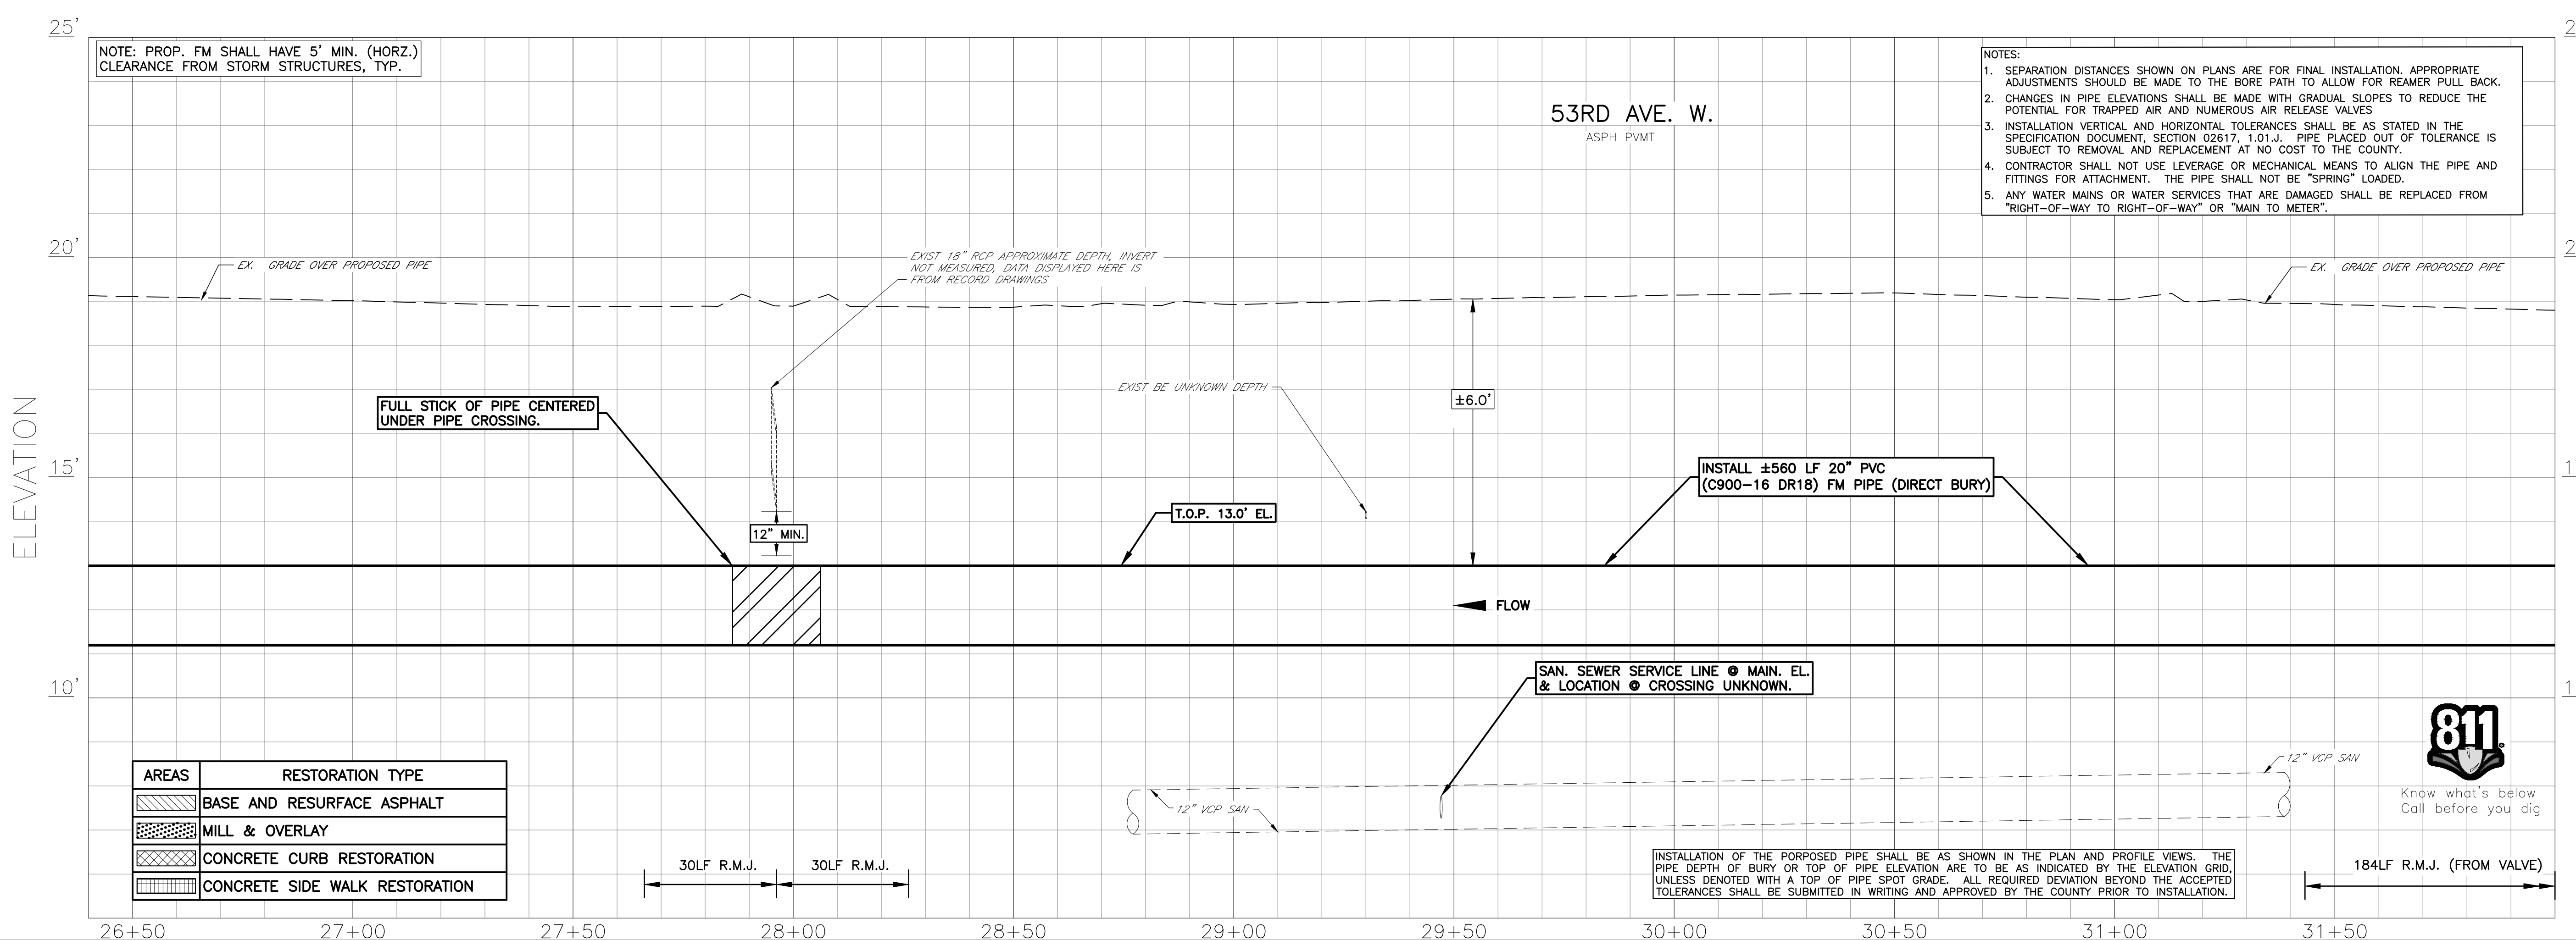 25'
2
NOTE: PROP. FM SHALL HAVE 5' MIN. (HORZ.)
CLEARANCE FROM STORM STRUCTURES, TYP.
NOTES:
1. SEPARATION DISTANCES SHOWN ON PLANS ARE FOR FINAL INSTALLATION. APPROPRIATE
ADJUSTMENTS SHOULD BE MADE TO THE BORE PATH TO ALLOW FOR REAMER PULL BACK.
2. CHANGES IN PIPE ELEVATIONS SHALL BE MADE WITH GRADUAL SLOPES TO REDUCE THE
POTENTIAL FOR TRAPPED AIR AND NUMEROUS AIR RELEASE VALVES
3. INSTALLATION VERTICAL AND HORIZONTAL TOLERANCES SHALL BE AS STATED IN THE
SPECIFICATION DOCUMENT, SECTION 02617, 1.01.J. PIPE PLACED OUT OF TOLERANCE IS
SUBJECT TO REMOVAL AND REPLACEMENT AT NO COST TO THE COUNTY.
4. CONTRACTOR SHALL NOT USE LEVERAGE OR MECHANICAL MEANS TO ALIGN THE PIPE AND
FITTINGS FOR ATTACHMENT. THE PIPE SHALL NOT BE "SPRING" LOADED.
5. ANY WATER MAINS OR WATER SERVICES THAT ARE DAMAGED SHALL BE REPLACED FROM
"RIGHT-OF-WAY TO RIGHT-OF-WAY" OR "MAIN TO METER".
53RD AVE. W.
ASPH PVMT
20'
2
EX. GRADE OVER PROPOSED PIPE
EXIST 18" RCP APPROXIMATE DEPTH, INVERT
NOT MEASURED, DATA DISPLAYED HERE IS
FROM RECORD DRAWINGS
EX. GRADE OVER PROPOSED PIPE
EXIST BE UNKNOWN DEPTH
±6.0'
FULL STICK OF PIPE CENTERED
UNDER PIPE CROSSING.
ELEVATION
15'
1
INSTALL ±560 LF 20" PVC
(C900-16 DR18) FM PIPE (DIRECT BURY)
T.O.P. 13.0' EL.
12" MIN.
FLOW
SAN. SEWER SERVICE LINE @ MAIN. EL.
& LOCATION @ CROSSING UNKNOWN.
10'
1
811
Know what's below
Call before you dig
12" VCP SAN
12" VCP SAN
AREAS RESTORATION TYPE
BASE AND RESURFACE ASPHALT
MILL & OVERLAY
CONCRETE CURB RESTORATION
CONCRETE SIDE WALK RESTORATION
30LF R.M.J. 30LF R.M.J.
INSTALLATION OF THE PORPOSED PIPE SHALL BE AS SHOWN IN THE PLAN AND PROFILE VIEWS. THE
PIPE DEPTH OF BURY OR TOP OF PIPE ELEVATION ARE TO BE AS INDICATED BY THE ELEVATION GRID,
UNLESS DENOTED WITH A TOP OF PIPE SPOT GRADE. ALL REQUIRED DEVIATION BEYOND THE ACCEPTED
TOLERANCES SHALL BE SUBMITTED IN WRITING AND APPROVED BY THE COUNTY PRIOR TO INSTALLATION.
184LF R.M.J. (FROM VALVE)
26+50 27+00 27+50 28+00 28+50 29+00 29+50 30+00 30+50 31+00 31+50